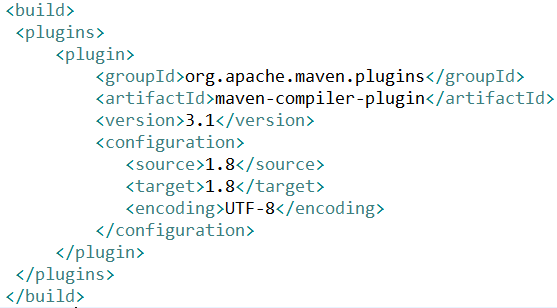 <build>
<plugins>
<plugin>
<groupId>org.apache.maven.plugins</groupId>
<artifactId>maven-compiler-plugin</artifactId>
<version>3.1</version>
<configuration>
<source>1.8</source>
<target>1.8</target>
<encoding>UTF-8</encoding>
</configuration>
</plugin>
</plugins>
</build>